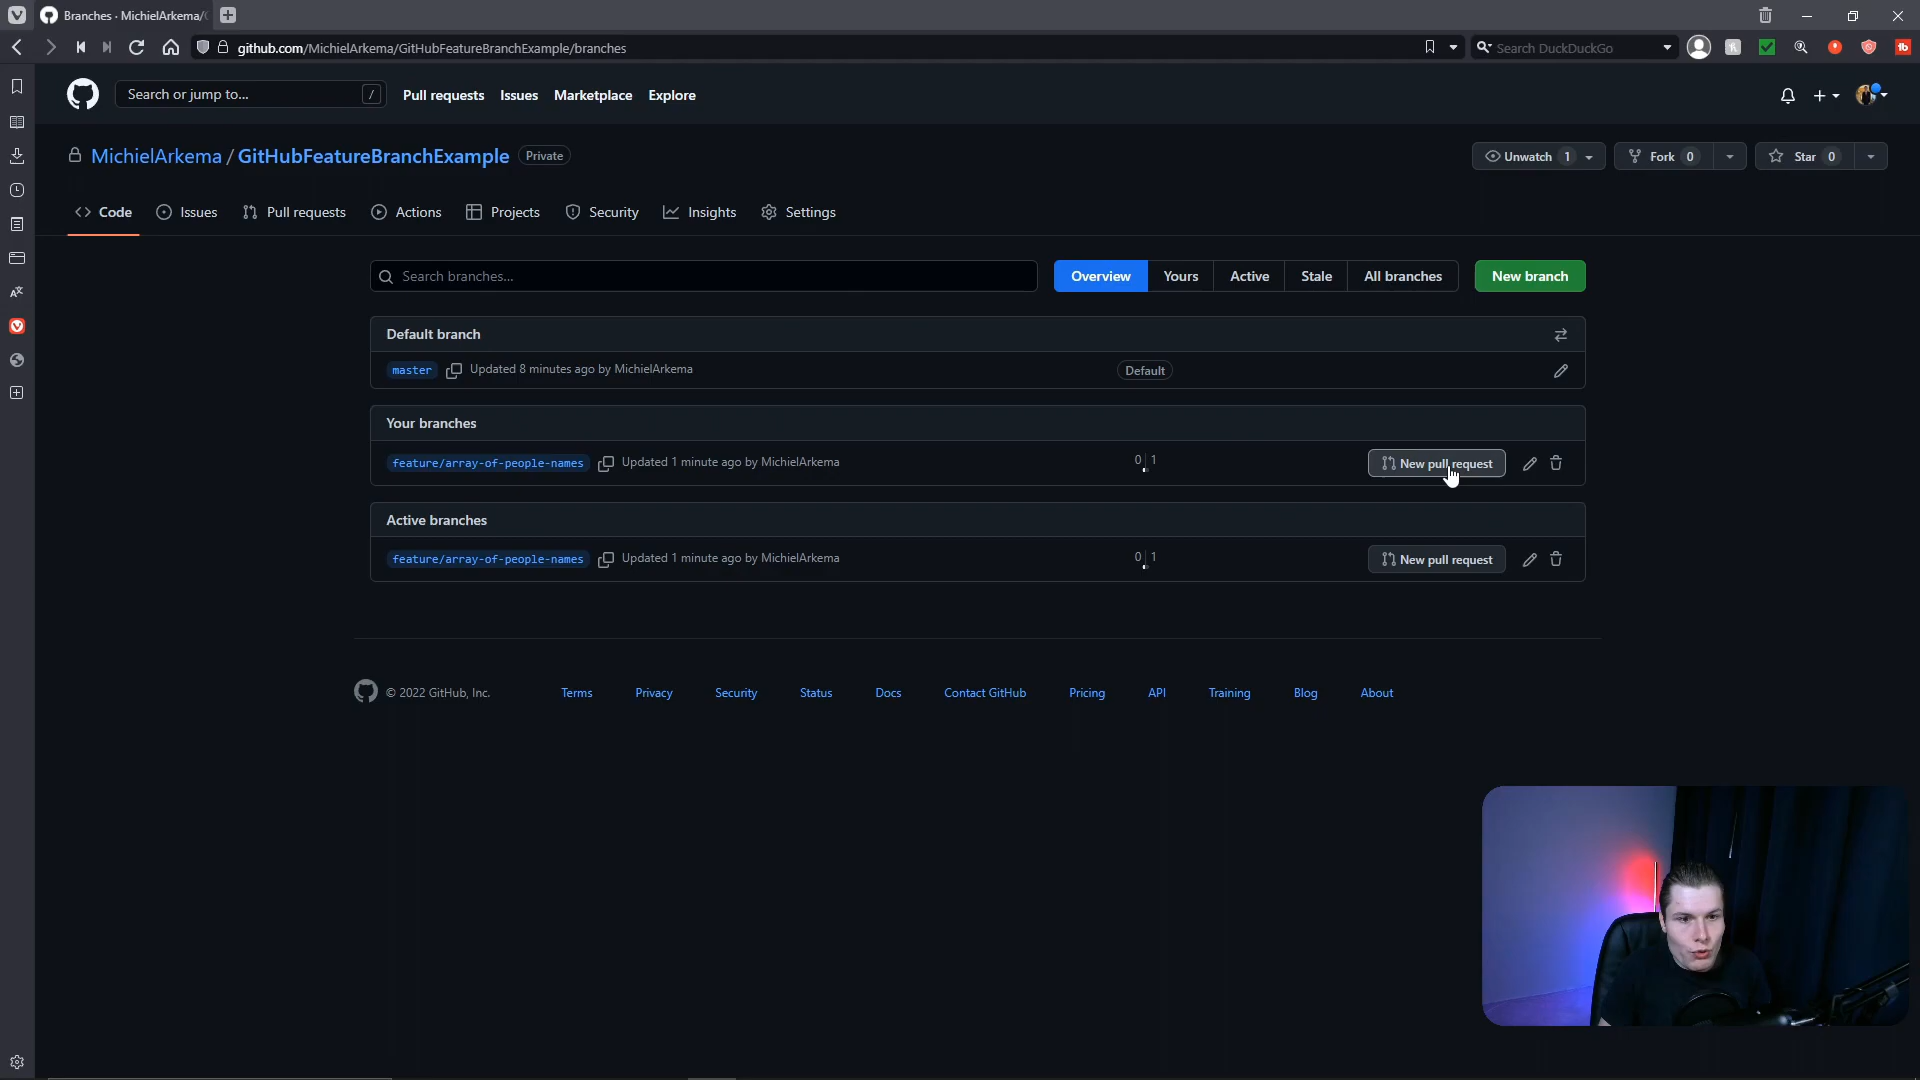 Branches · MichielArkema/
github.com/MichielArkema/GitHubFeatureBranchExample/branches
Search DuckDuckGo
Search or jump to...
/
Pull requests
Issues
Marketplace
Explore
MichielArkema / GitHubFeatureBranchExample
Private
Unwatch 1
Fork 0
Star 0
Code
Issues
Pull requests
Actions
Projects
Security
Insights
Settings
Search branches...
Overview
Yours
Active
Stale
All branches
New branch
Default branch
master
Updated 8 minutes ago by MichielArkema
Default
Your branches
feature/array-of-people-names
Updated 1 minute ago by MichielArkema
0 1
New pull request
Active branches
feature/array-of-people-names
Updated 1 minute ago by MichielArkema
0 1
New pull request
© 2022 GitHub, Inc.
Terms
Privacy
Security
Status
Docs
Contact GitHub
Pricing
API
Training
Blog
About